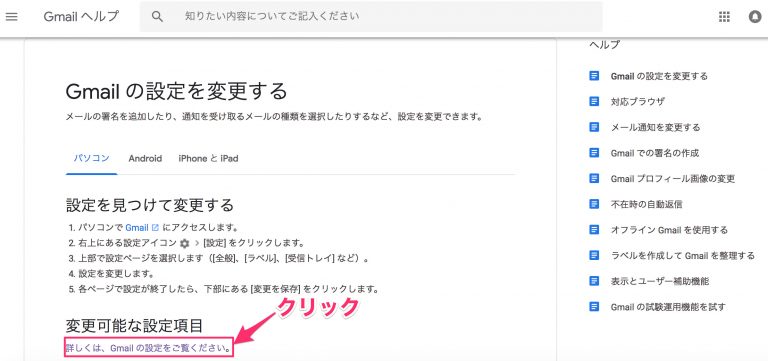 Gmail ヘルプ
知りたい内容についてご記入ください
Gmail の設定を変更する
メールの署名を追加したり、通知を受け取るメールの種類を選択したりするなど、設定を変更できます。
パソコン Android iPhone と iPad
設定を見つけて変更する
1. パソコンで Gmail にアクセスします。
2. 右上にある設定アイコン > [設定] をクリックします。
3. 上部で設定ページを選択します（[全般]、[ラベル]、[受信トレイ] など）。
4. 設定を変更します。
5. 各ページで設定が終了したら、下部にある [変更を保存] をクリックします。
クリック
変更可能な設定項目
詳しくは、Gmail の設定をご覧ください。
ヘルプ
Gmail の設定を変更する
対応ブラウザ
メール通知を変更する
Gmail での署名の作成
Gmail プロフィール画像の変更
不在時の自動返信
オフライン Gmail を使用する
ラベルを作成して Gmail を整理する
表示とユーザー補助機能
Gmail の試験運用機能を試す